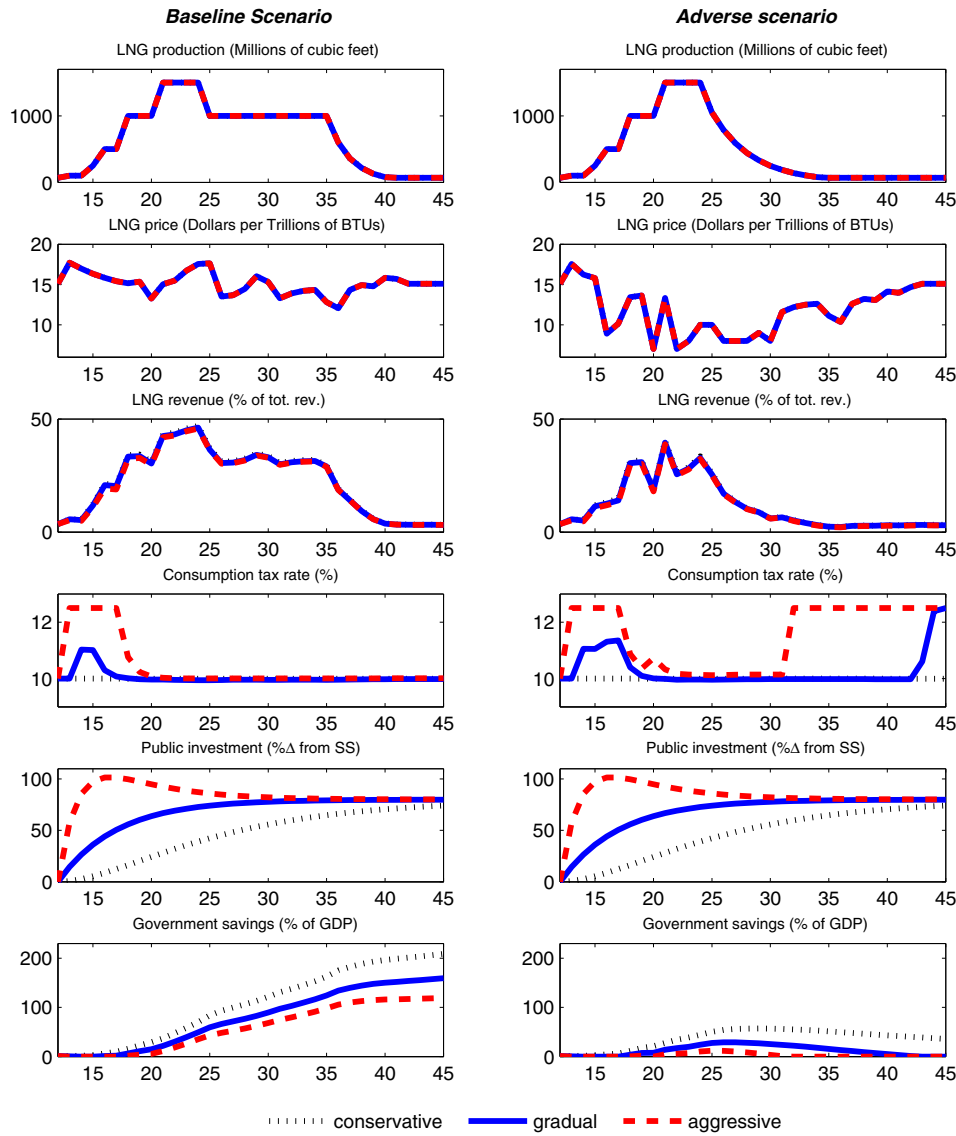 Baseline Scenario
Adverse scenario
LNG production (Millions of cubic feet)
LNG production (Millions of cubic feet)
1000
0
15 20 25 30 35 40 45
1000
0
15 20 25 30 35 40 45
LNG price (Dollars per Trillions of BTUs)
LNG price (Dollars per Trillions of BTUs)
20
15
10
15 20 25 30 35 40 45
20
15
10
15 20 25 30 35 40 45
LNG revenue (% of tot. rev.)
LNG revenue (% of tot. rev.)
50
0
15 20 25 30 35 40 45
50
0
15 20 25 30 35 40 45
Consumption tax rate (%)
Consumption tax rate (%)
12
10
15 20 25 30 35 40 45
12
10
15 20 25 30 35 40 45
Public investment (%Δ from SS)
Public investment (%Δ from SS)
100
50
0
15 20 25 30 35 40 45
100
50
0
15 20 25 30 35 40 45
Government savings (% of GDP)
Government savings (% of GDP)
200
100
0
15 20 25 30 35 40 45
200
100
0
15 20 25 30 35 40 45
conservative gradual aggressive